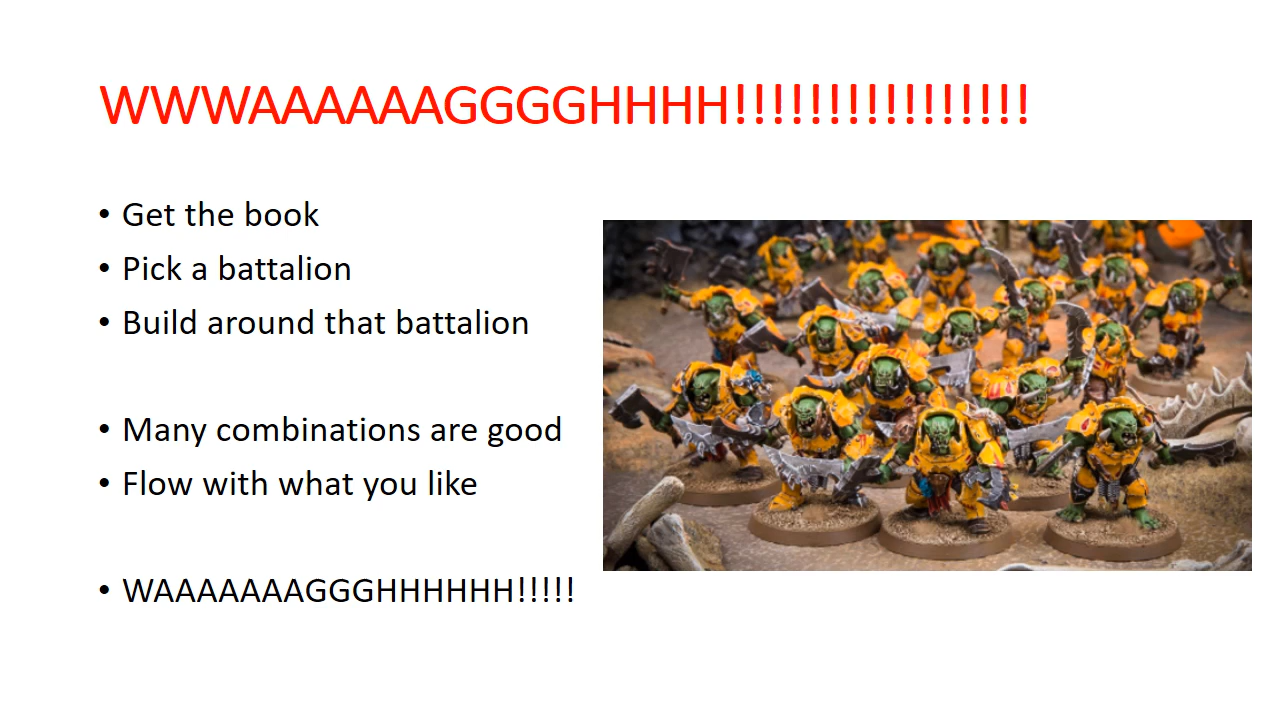 WWWAAAAAAGGGGHHHH!!!!!!!!!!!!!!!!
• Get the book
• Pick a battalion
• Build around that battalion
• Many combinations are good
• Flow with what you like
• WAAAAAAAGGGHHHHHH!!!!!